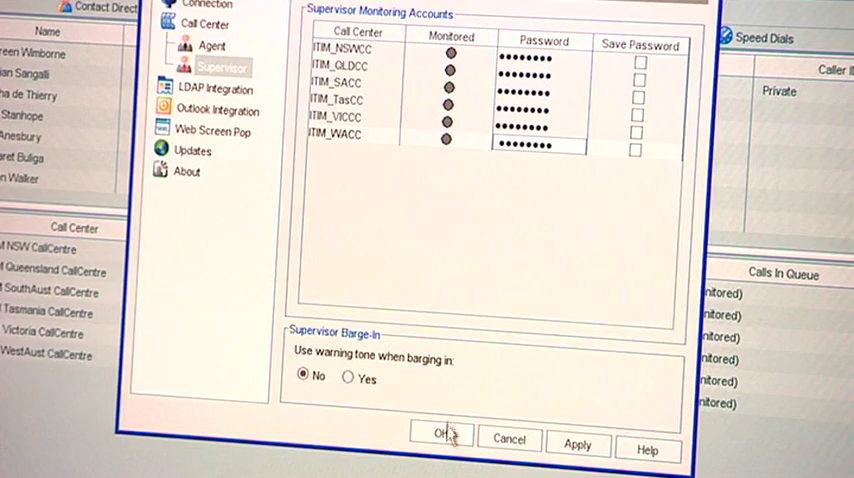 Contact Direct
Name
reen Wimborne
ian Sangalli
ha de Thierry
Stanhope
Anesbury
ret Buliga
n Walker
Call Center
M NSW CallCentre
M Queensland CallCentre
M SouthAust CallCentre
Tasmania CallCentre
Victoria CallCentre
WestAust CallCentre
Connection
Call Center
Agent
Supervisor
LDAP Integration
Outlook Integration
Web Screen Pop
Updates
About
Supervisor Monitoring Accounts
Call Center Monitored Password Save Password
ITIM_NSWCC ●●●●●●●●●
ITIM_QLDCC ●●●●●●●●●
ITIM_SACC ●●●●●●●●●
ITIM_TasCC ●●●●●●●●●
ITIM_VICCC ●●●●●●●●●
ITIM_WACC ●●●●●●●●●
Supervisor Barge-In
Use warning tone when barging in:
No Yes
OK Cancel Apply Help
Speed Dials
Caller I
Private
Calls In Queue
nitored)
nitored)
nitored)
nitored)
nitored)
nitored)